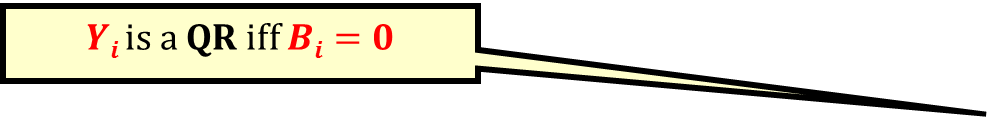 Y_i is a QR iff B_i = 0